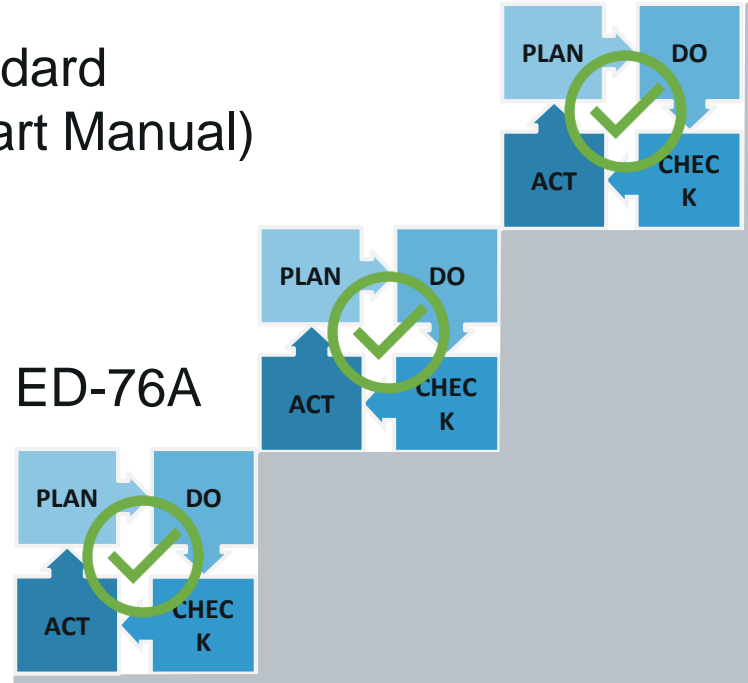 PLAN DO
dard
art Manual)
ACT CHEC
K
PLAN DO
ED-76A
ACT CHEC
K
PLAN DO
ACT CHEC
K